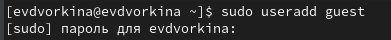 [evdvorkina@evdvorkina ~]$ sudo useradd guest
[sudo] пароль для evdvorkina: